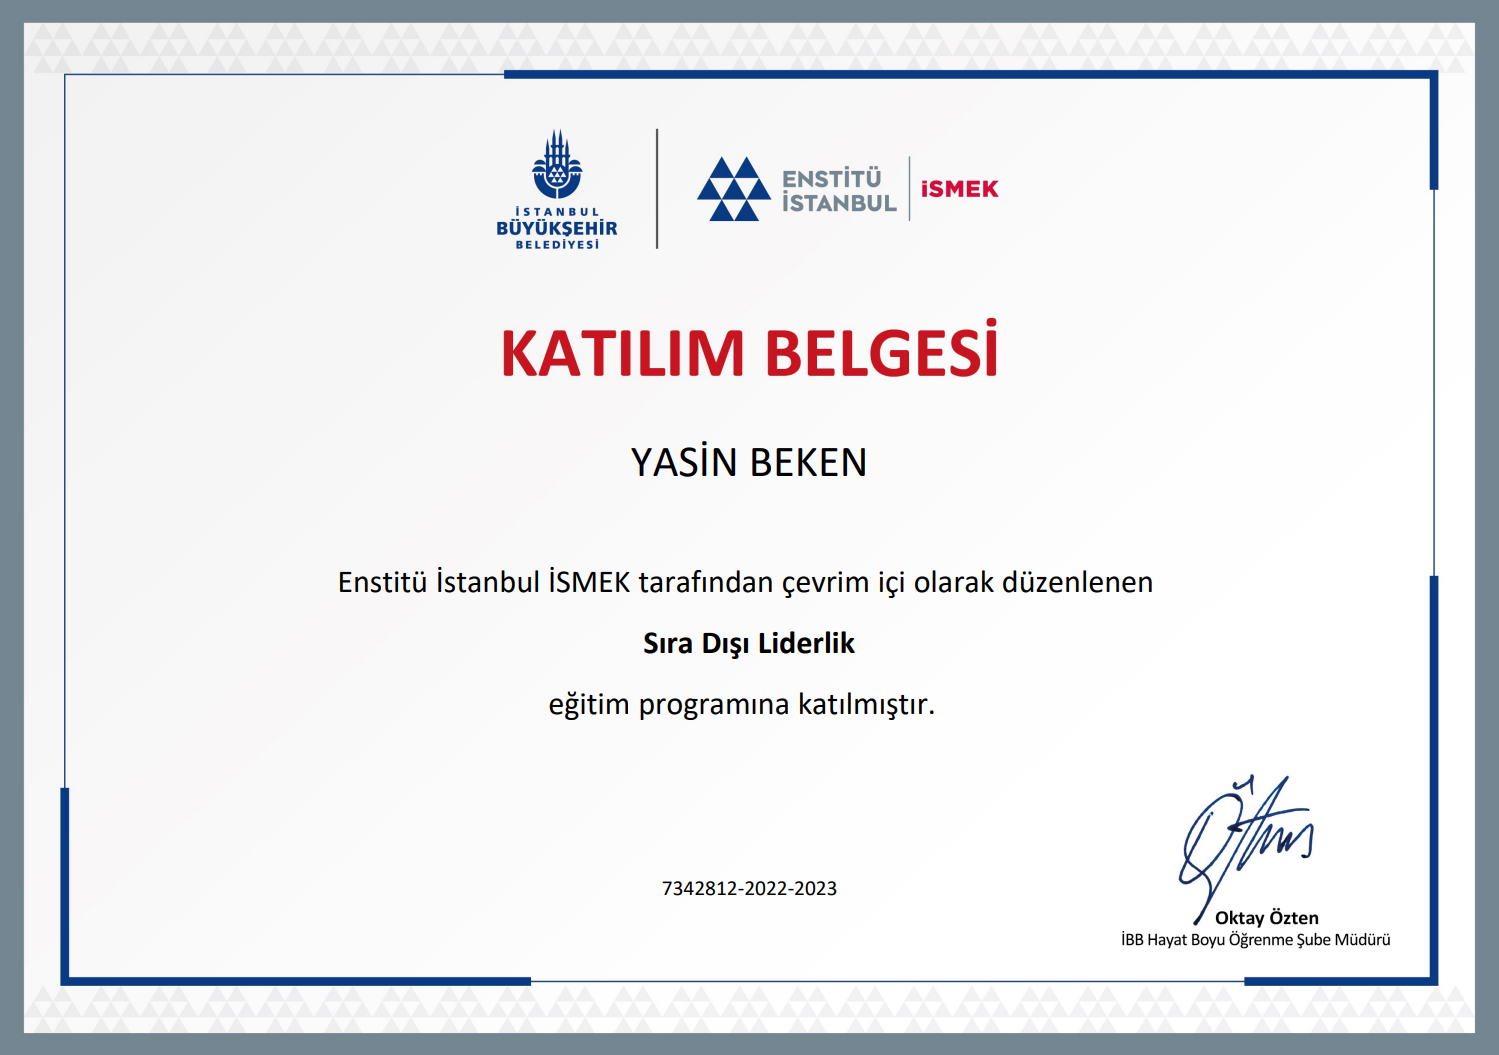 İSTANBUL
BÜYÜKŞEHİR
BELEDİYESİ
ENSTİTÜ
İSTANBUL
iSMEK
KATILIM BELGESİ
YASİN BEKEN
Enstitü İstanbul İSMEK tarafından çevrim içi olarak düzenlenen
Sıra Dışı Liderlik
eğitim programına katılmıştır.
7342812-2022-2023
Oktay Özten
İBB Hayat Boyu Öğrenme Şube Müdürü